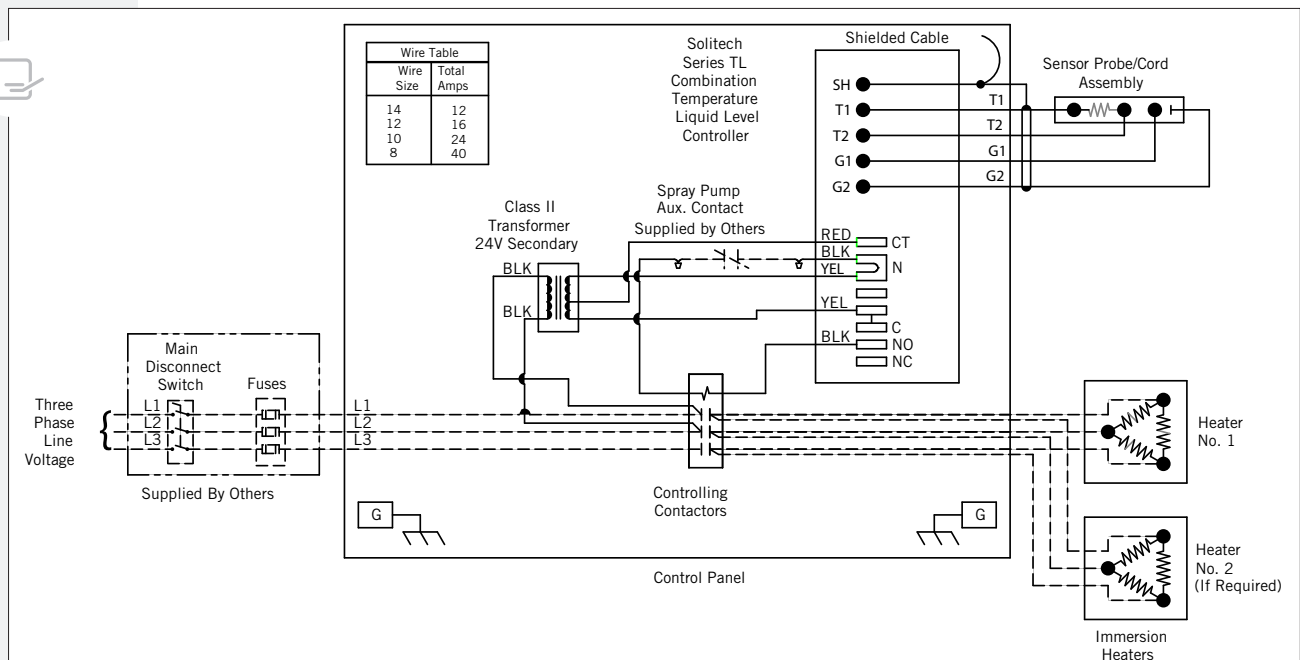 Wire Table
Wire Size
Total Amps
14 12
12 16
10 24
8 40
Solitech
Series TL
Combination
Temperature
Liquid Level
Controller
Shielded Cable
SH
T1
T2
G1
G2
T1
T2
G1
G2
Sensor Probe/Cord
Assembly
Spray Pump
Aux. Contact
Supplied by Others
Class II
Transformer
24V Secondary
BLK
BLK
RED
BLK
YEL
YEL
BLK
CT
N
C
NO
NC
Main
Disconnect
Switch
Fuses
Three
Phase
Line
Voltage
L1
L2
L3
L1
L2
L3
Supplied By Others
Controlling
Contactors
G
G
Control Panel
Heater
No. 1
Heater
No. 2
(If Required)
Immersion
Heaters